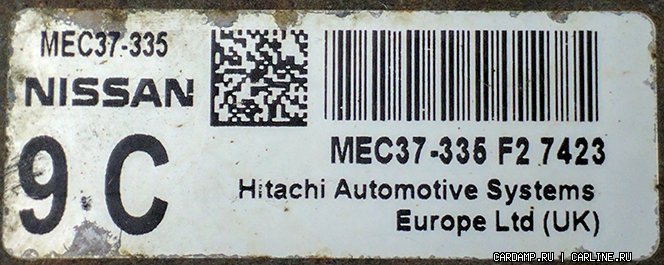 MEC37-335
NISSAN
9.C
MEC37-335 F2 7423
Hitachi Automotive Systems
Europe Ltd (UK)
CARDAMP.RU | CARLINE.RU